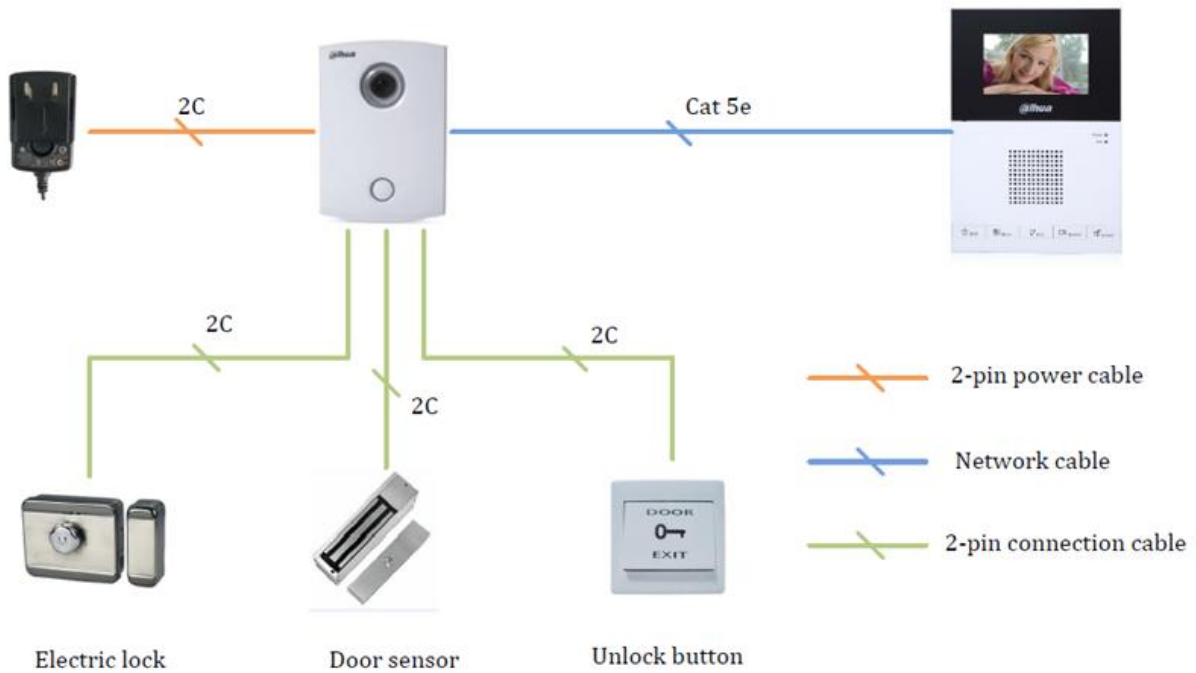 alhua
2C
Cat 5e
alhua
2C
2C
2C
2-pin power cable
Network cable
2-pin connection cable
DOOR
EXIT
Electric lock
Door sensor
Unlock button